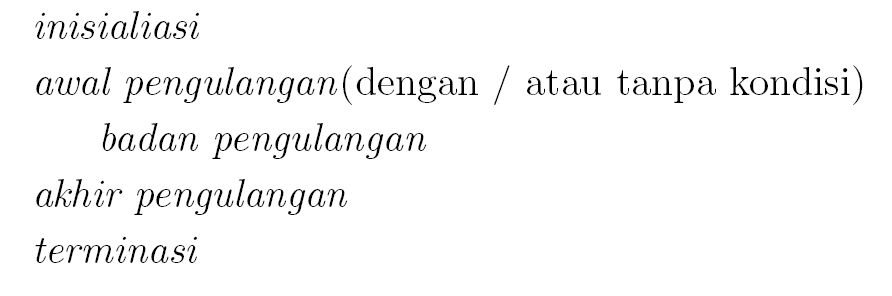 inisialiasi
awal pengulangan(dengan / atau tanpa kondisi)
badan pengulangan
akhir pengulangan
terminasi